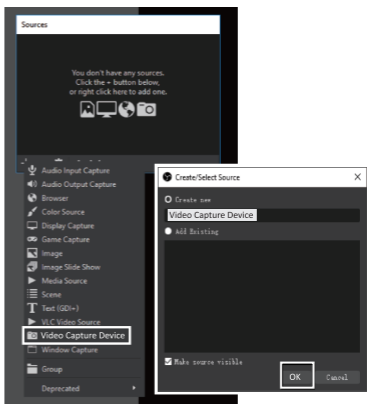 Sources
You don't have any sources.
Click the + button below,
or right click here to add one.
Audio Input Capture
Audio Output Capture
Browser
Color Source
Display Capture
Game Capture
Image
Image Slide Show
Media Source
Scene
Text (GDI+)
VLC Video Source
Video Capture Device
Window Capture
Group
Deprecated
Create/Select Source
Create new
Video Capture Device
Add Existing
Make source visible
OK
Cancel